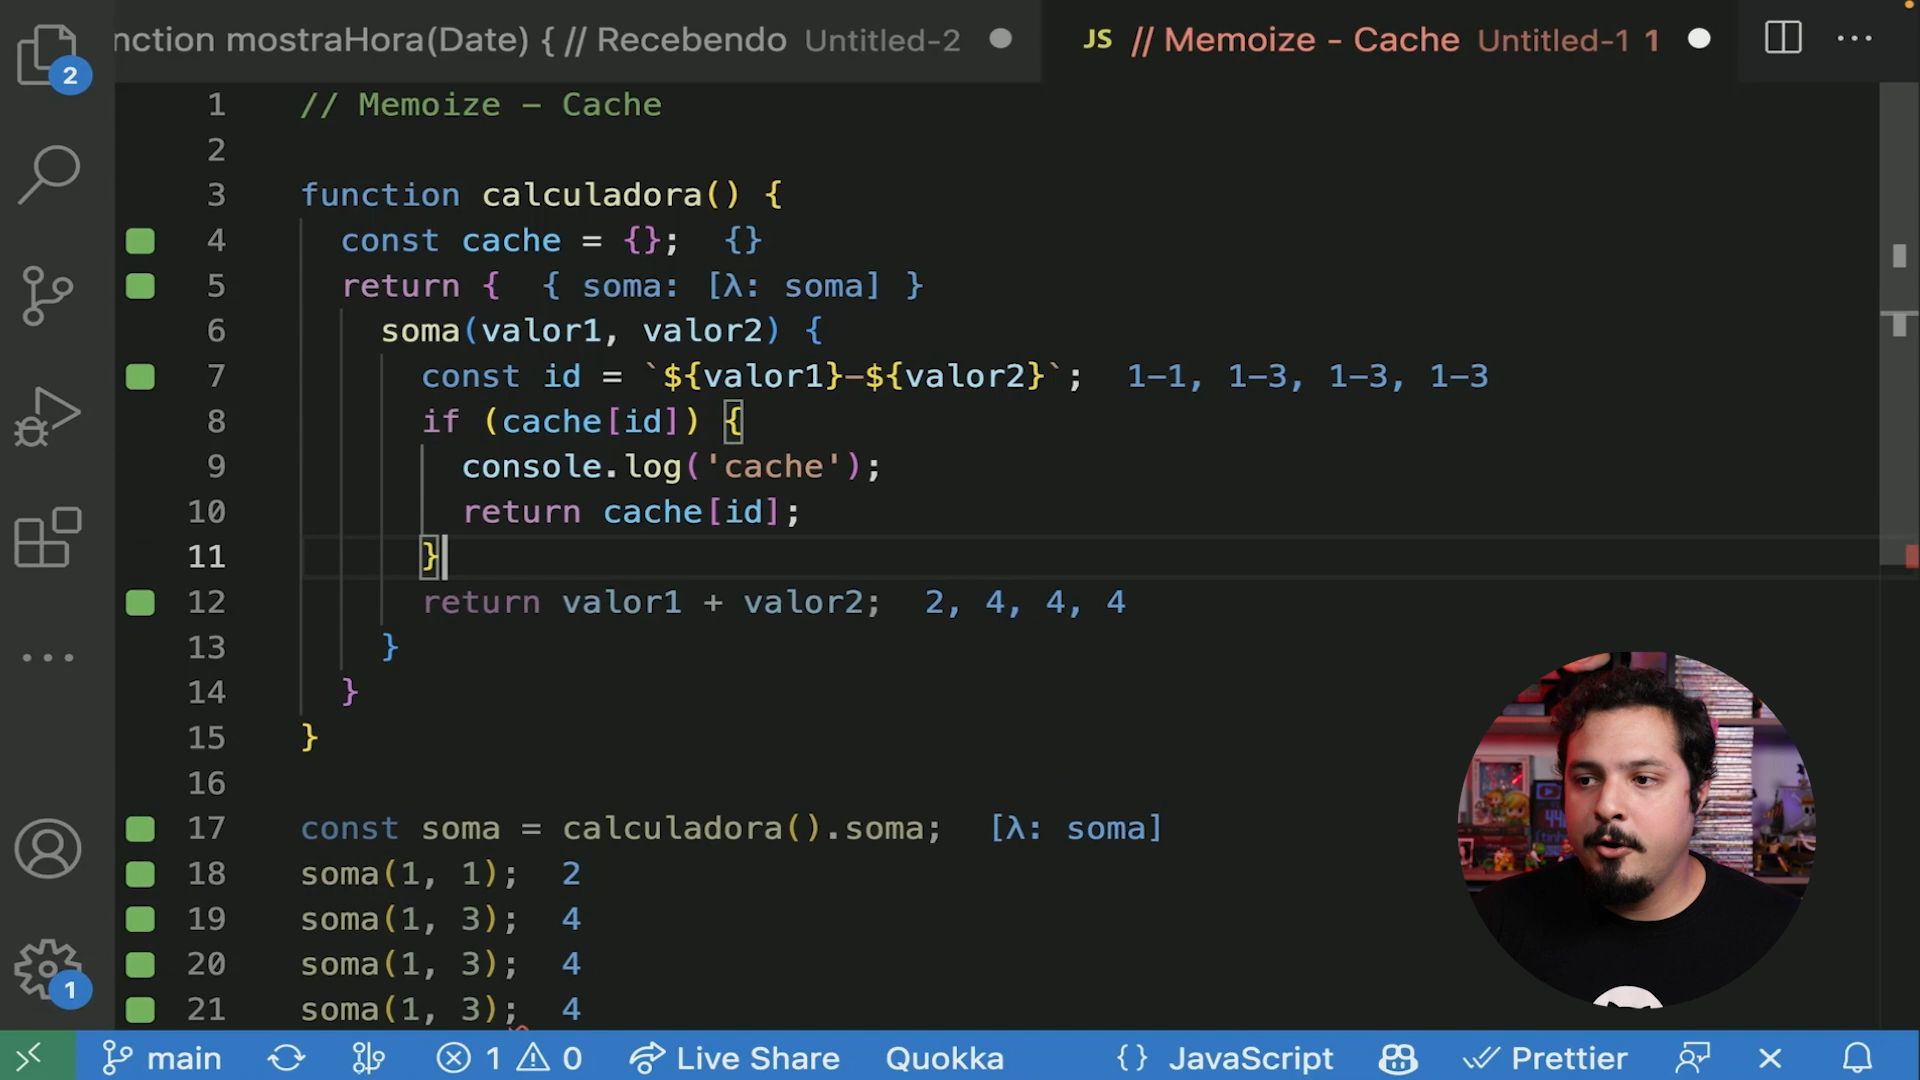 nction mostraHora(Date) { // Recebendo Untitled-2
JS // Memoize - Cache Untitled-1 1
2
1 // Memoize - Cache
2
3 function calculadora() {
4 const cache = {}; {}
5 return { { soma: [λ: soma] }
6 soma(valor1, valor2) {
7 const id = `${valor1}-${valor2}`; 1-1, 1-3, 1-3, 1-3
8 if (cache[id]) {
9 console.log('cache');
10 return cache[id];
11 }
12 return valor1 + valor2; 2, 4, 4, 4
13 }
14 }
15 }
16
17 const soma = calculadora().soma; [λ: soma]
18 soma(1, 1); 2
19 soma(1, 3); 4
20 soma(1, 3); 4
21 soma(1, 3); 4
1
main 1 0 Live Share Quokka {} JavaScript Prettier